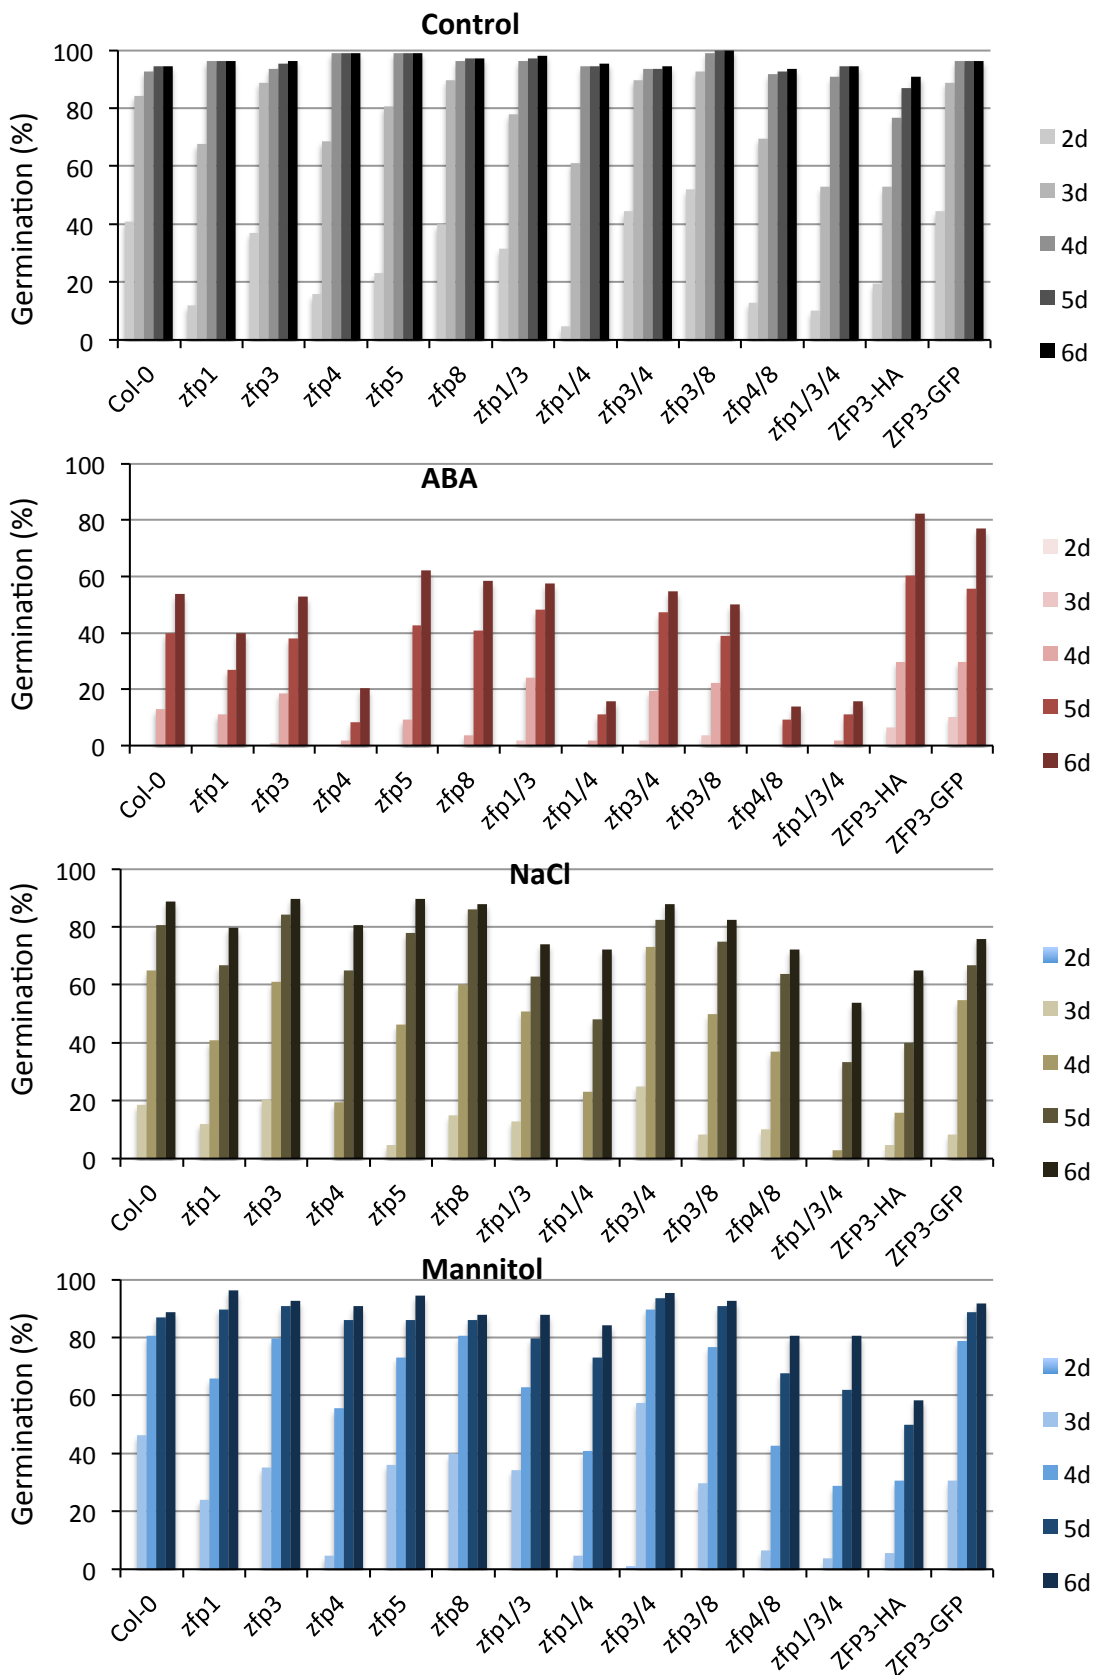 Control
Germination (%)
100
80
60
40
20
0
Col-0 zfp1 zfp3 zfp4 zfp5 zfp8 zfp1/3 zfp1/4 zfp3/4 zfp3/8 zfp4/8 zfp1/3/4 ZFP3-HA ZFP3-GFP
2d
3d
4d
5d
6d
ABA
Germination (%)
100
80
60
40
20
0
Col-0 zfp1 zfp3 zfp4 zfp5 zfp8 zfp1/3 zfp1/4 zfp3/4 zfp3/8 zfp4/8 zfp1/3/4 ZFP3-HA ZFP3-GFP
2d
3d
4d
5d
6d
NaCl
Germination (%)
100
80
60
40
20
0
Col-0 zfp1 zfp3 zfp4 zfp5 zfp8 zfp1/3 zfp1/4 zfp3/4 zfp3/8 zfp4/8 zfp1/3/4 ZFP3-HA ZFP3-GFP
2d
3d
4d
5d
6d
Mannitol
Germination (%)
100
80
60
40
20
0
Col-0 zfp1 zfp3 zfp4 zfp5 zfp8 zfp1/3 zfp1/4 zfp3/4 zfp3/8 zfp4/8 zfp1/3/4 ZFP3-HA ZFP3-GFP
2d
3d
4d
5d
6d